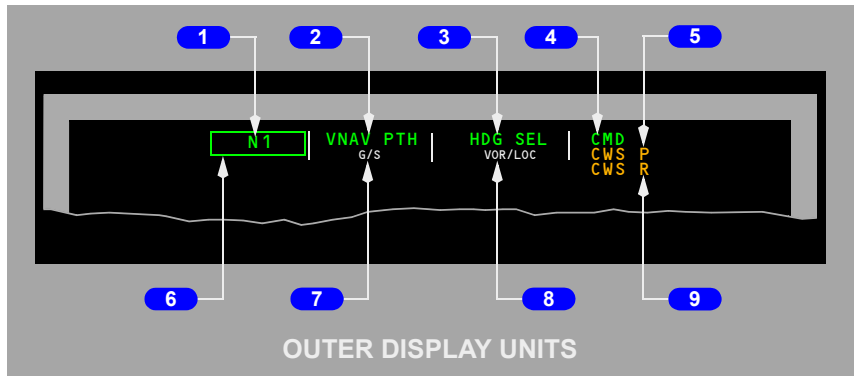 1 2 3 4 5
N1 VNAV PTH HDG SEL CMD
G/S VOR/LOC CWS P
CWS R
6 7 8 9
OUTER DISPLAY UNITS